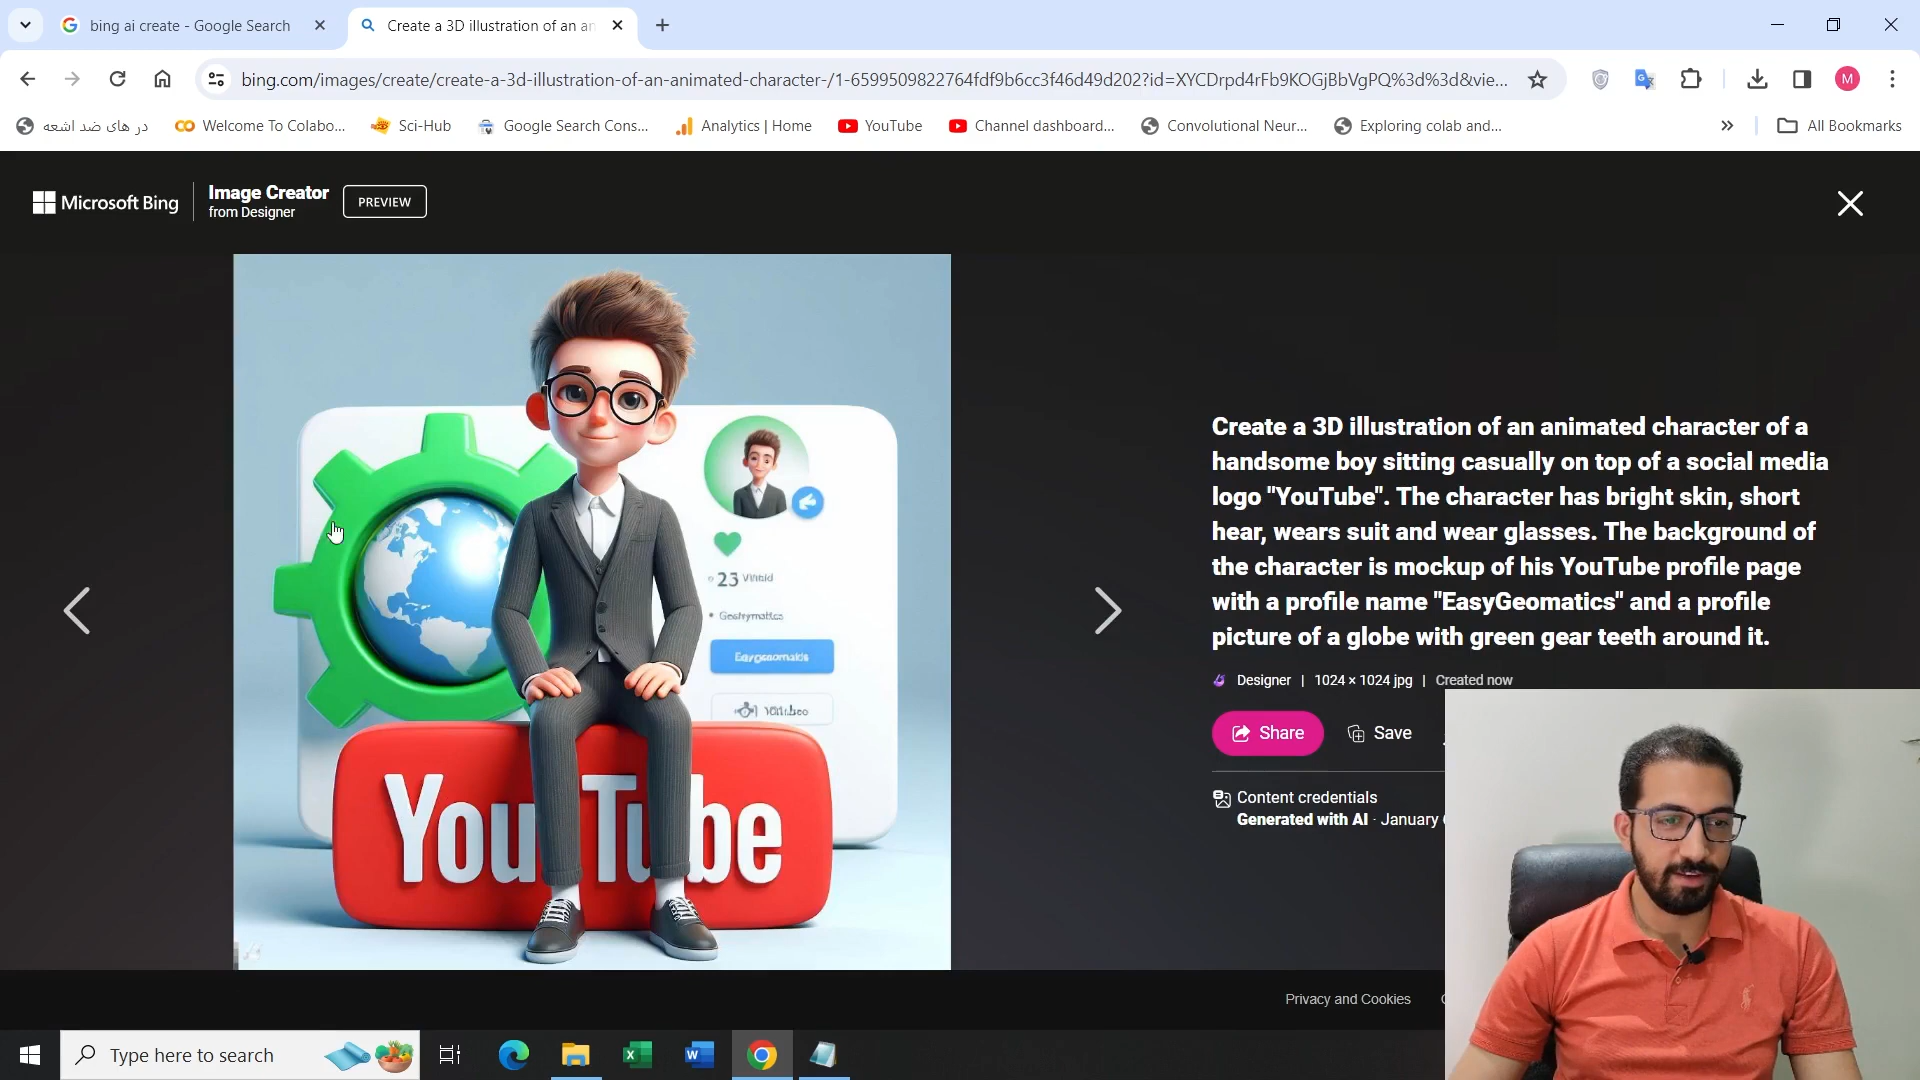 bing ai create - Google Search
Create a 3D illustration of an an
bing.com/images/create/create-a-3d-illustration-of-an-animated-character-/1-6599509822764fdf9b6cc3f46d49d202?id=XYCDrpd4rFb9KOGjBbVgPQ%3d%3d&vie...
M
در های ضد اشعه
Welcome To Colabo...
Sci-Hub
Google Search Cons...
Analytics | Home
YouTube
Channel dashboard...
Convolutional Neur...
Exploring colab and...
All Bookmarks
Microsoft Bing
Image Creator
from Designer
PREVIEW
23
YouTube
Create a 3D illustration of an animated character of a
handsome boy sitting casually on top of a social media
logo "YouTube". The character has bright skin, short
hear, wears suit and wear glasses. The background of
the character is mockup of his YouTube profile page
with a profile name "EasyGeomatics" and a profile
picture of a globe with green gear teeth around it.
Designer | 1024 × 1024 jpg | Created now
Share
Save
Content credentials
Generated with AI · January
Privacy and Cookies
Type here to search